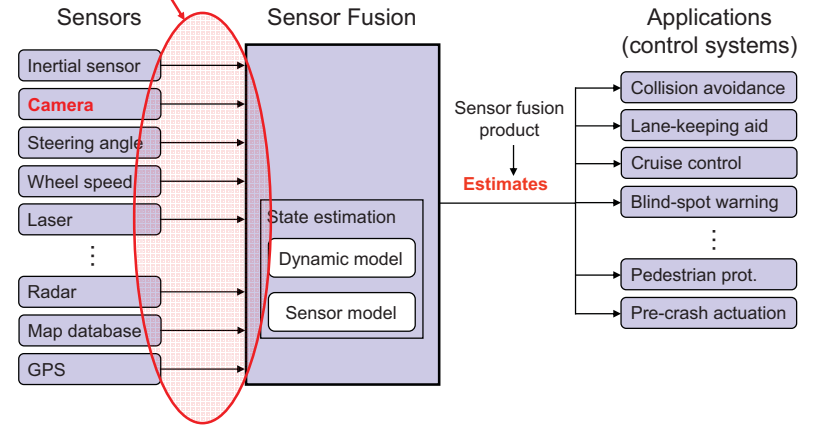 Sensors
Sensor Fusion
Applications
(control systems)
Inertial sensor
Camera
Steering angle
Wheel speed
Laser
⋮
Radar
Map database
GPS
State estimation
Dynamic model
Sensor model
Sensor fusion
product
Estimates
Collision avoidance
Lane-keeping aid
Cruise control
Blind-spot warning
⋮
Pedestrian prot.
Pre-crash actuation